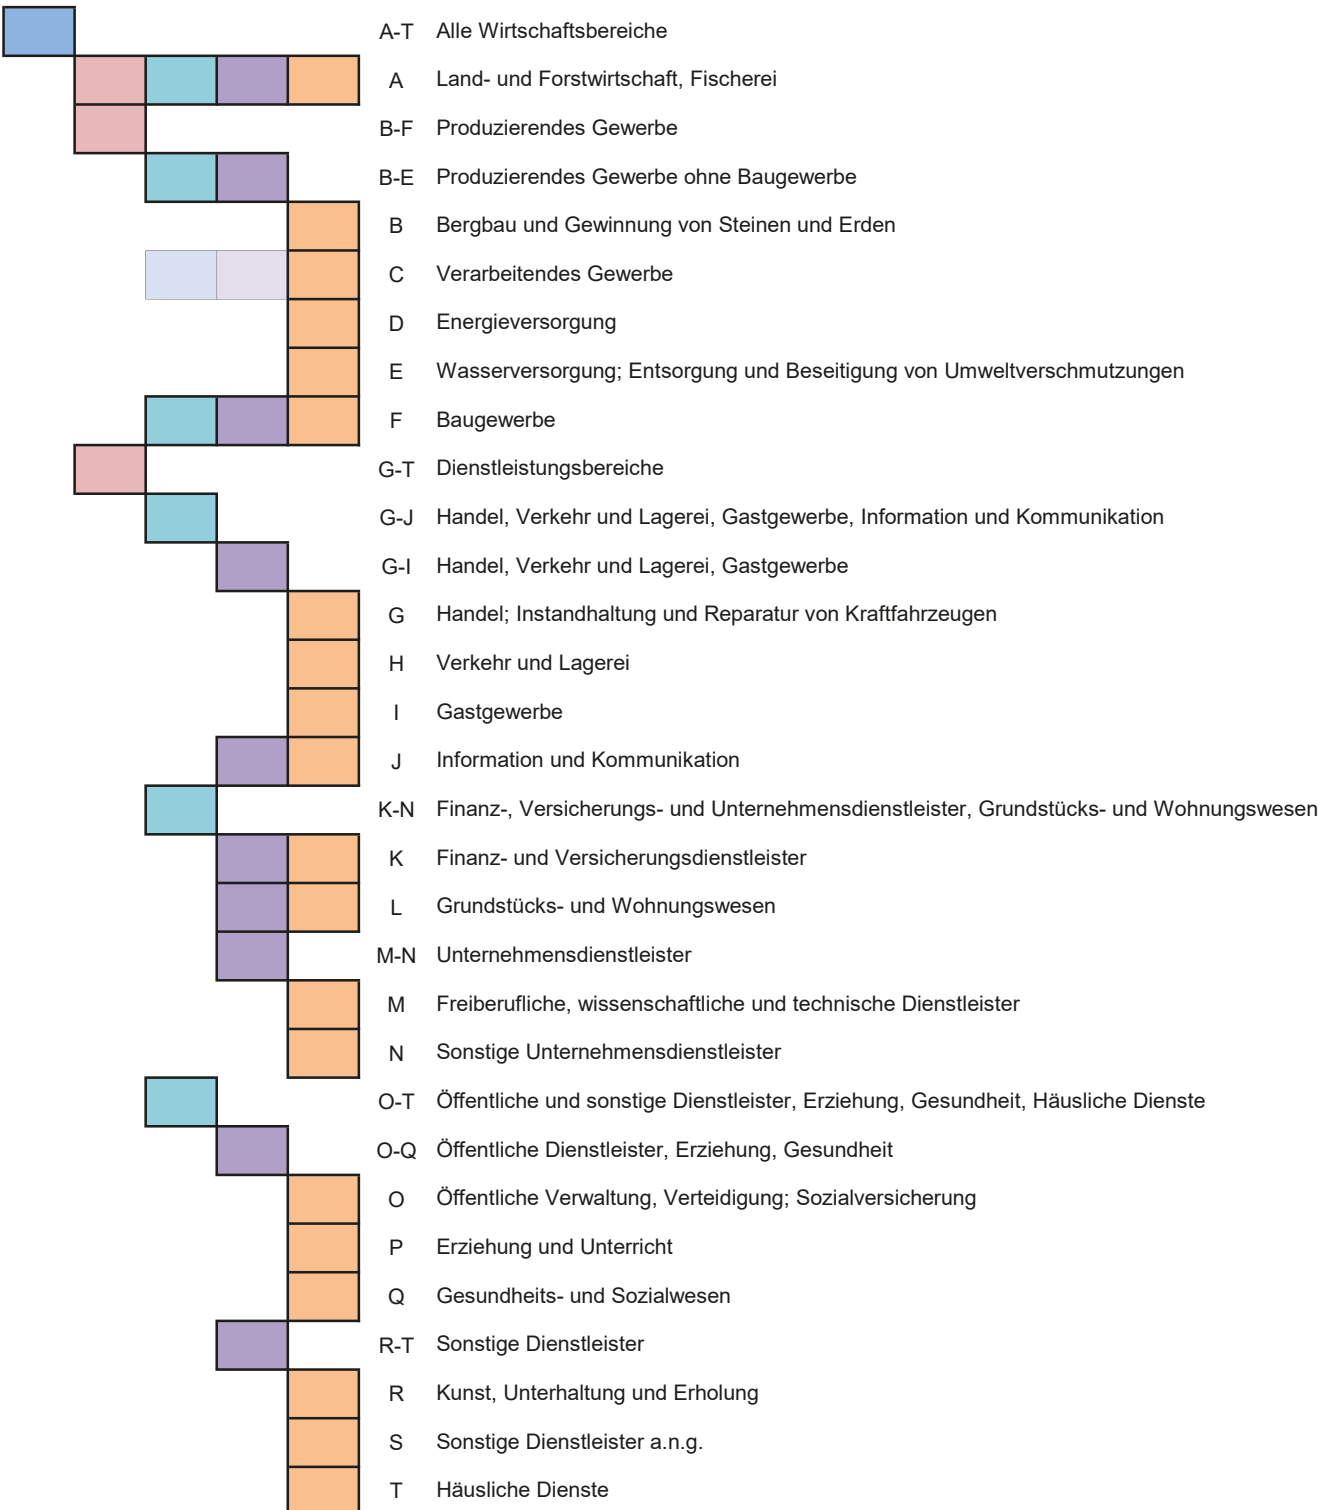 A-T Alle Wirtschaftsbereiche
A Land- und Forstwirtschaft, Fischerei
B-F Produzierendes Gewerbe
B-E Produzierendes Gewerbe ohne Baugewerbe
B Bergbau und Gewinnung von Steinen und Erden
C Verarbeitendes Gewerbe
D Energieversorgung
E Wasserversorgung; Entsorgung und Beseitigung von Umweltverschmutzungen
F Baugewerbe
G-T Dienstleistungsbereiche
G-J Handel, Verkehr und Lagerei, Gastgewerbe, Information und Kommunikation
G-I Handel, Verkehr und Lagerei, Gastgewerbe
G Handel; Instandhaltung und Reparatur von Kraftfahrzeugen
H Verkehr und Lagerei
I Gastgewerbe
J Information und Kommunikation
K-N Finanz-, Versicherungs- und Unternehmensdienstleister, Grundstücks- und Wohnungswesen
K Finanz- und Versicherungsdienstleister
L Grundstücks- und Wohnungswesen
M-N Unternehmensdienstleister
M Freiberufliche, wissenschaftliche und technische Dienstleister
N Sonstige Unternehmensdienstleister
O-T Öffentliche und sonstige Dienstleister, Erziehung, Gesundheit, Häusliche Dienste
O-Q Öffentliche Dienstleister, Erziehung, Gesundheit
O Öffentliche Verwaltung, Verteidigung; Sozialversicherung
P Erziehung und Unterricht
Q Gesundheits- und Sozialwesen
R-T Sonstige Dienstleister
R Kunst, Unterhaltung und Erholung
S Sonstige Dienstleister a.n.g.
T Häusliche Dienste